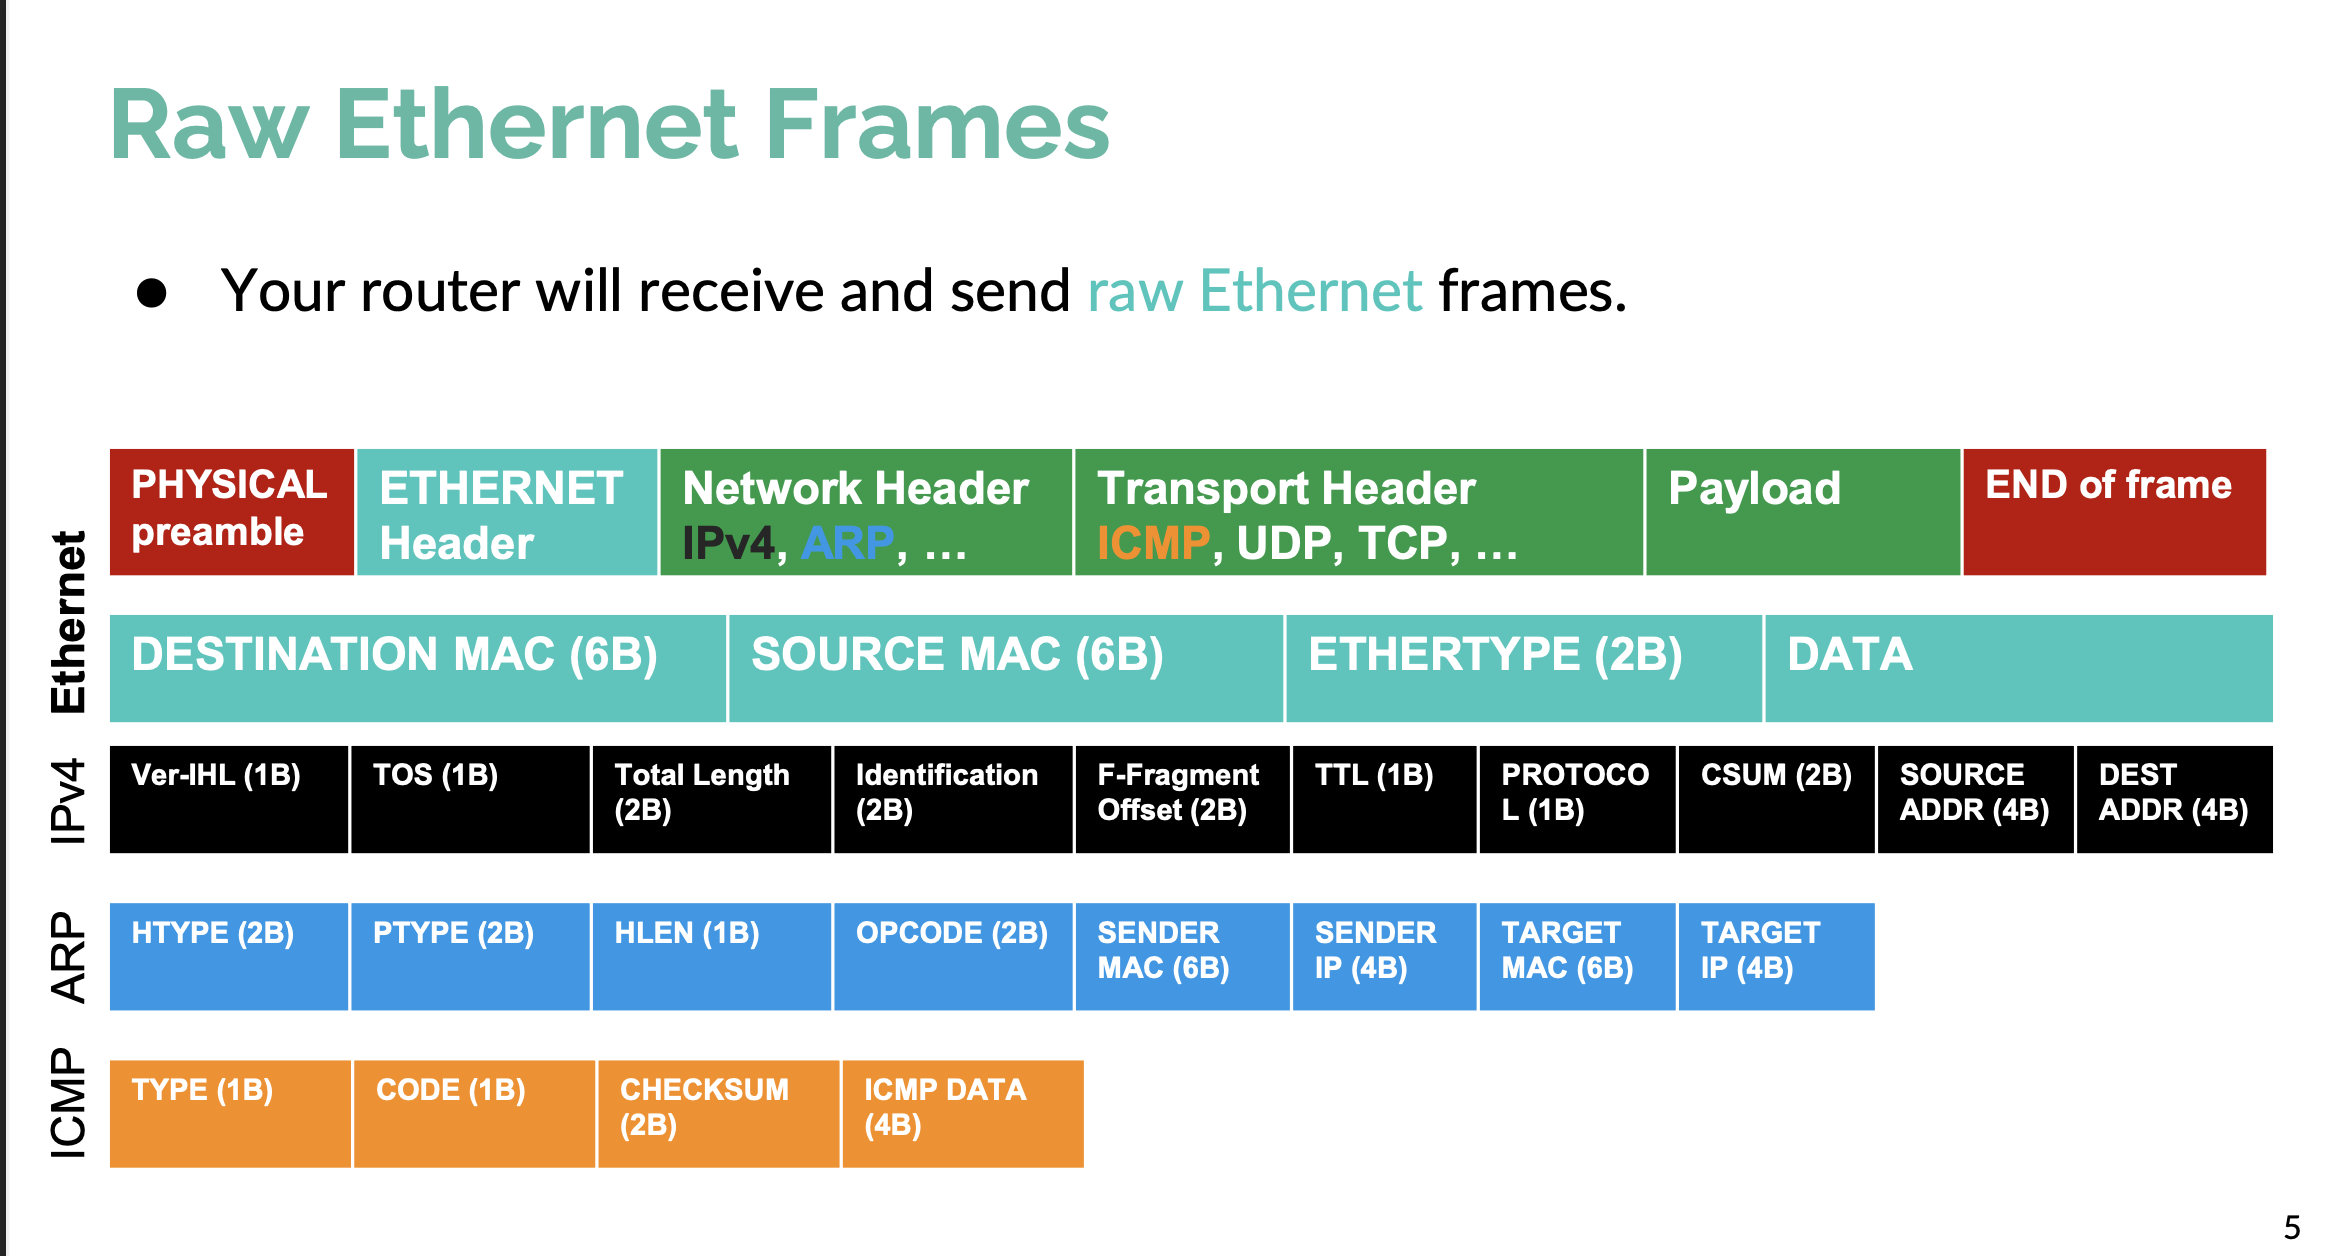 Raw Ethernet Frames
● Your router will receive and send raw Ethernet frames.
Ethernet
PHYSICAL
preamble
ETHERNET
Header
Network Header
IPv4, ARP, ...
Transport Header
ICMP, UDP, TCP, ...
Payload
END of frame
DESTINATION MAC (6B)
SOURCE MAC (6B)
ETHERTYPE (2B)
DATA
IPv4
Ver-IHL (1B)
TOS (1B)
Total Length
(2B)
Identification
(2B)
F-Fragment
Offset (2B)
TTL (1B)
PROTOCO
L (1B)
CSUM (2B)
SOURCE
ADDR (4B)
DEST
ADDR (4B)
ARP
HTYPE (2B)
PTYPE (2B)
HLEN (1B)
OPCODE (2B)
SENDER
MAC (6B)
SENDER
IP (4B)
TARGET
MAC (6B)
TARGET
IP (4B)
ICMP
TYPE (1B)
CODE (1B)
CHECKSUM
(2B)
ICMP DATA
(4B)
5